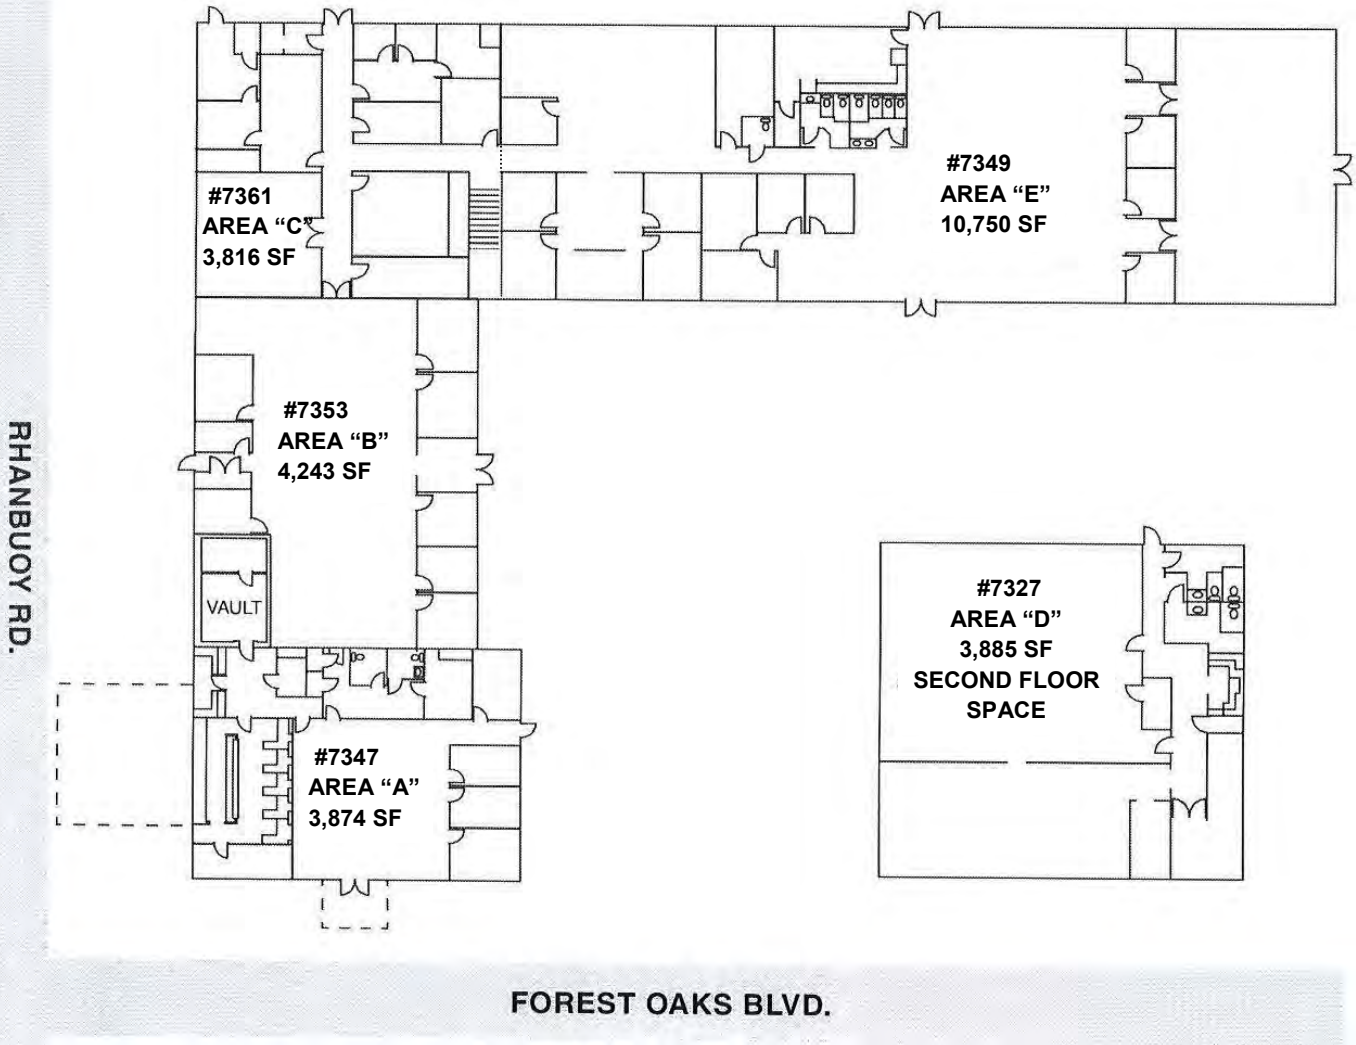 #7361
AREA “C”
3,816 SF
#7349
AREA “E”
10,750 SF
#7353
AREA “B”
4,243 SF
VAULT
#7347
AREA “A”
3,874 SF
#7327
AREA “D”
3,885 SF
SECOND FLOOR
SPACE
RHANBUOY RD.
FOREST OAKS BLVD.